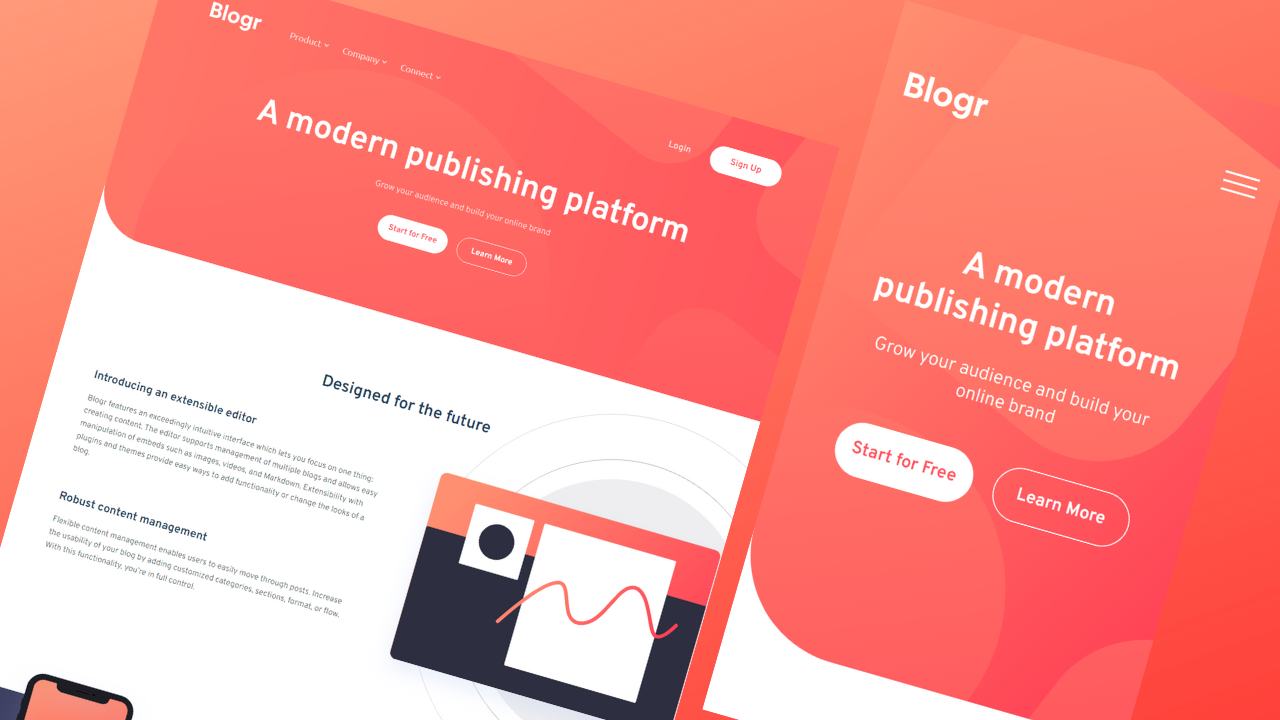 Blogr
Product
Company
Connect
Login
Sign Up
A modern publishing platform
Grow your audience and build your online brand
Start for Free
Learn More
Designed for the future
Introducing an extensible editor
Blogr features an exceedingly intuitive interface which lets you focus on one thing:
creating content. The editor supports management of multiple blogs and allows easy
manipulation of embeds such as images, videos, and Markdown. Extensibility with
plugins and themes provide easy ways to add functionality or change the looks of a
blog.
Robust content management
Flexible content management enables users to easily move through posts. Increase
the usability of your blog by adding customized categories, sections, format, or flow.
With this functionality, you're in full control.
Blogr
A modern
publishing platform
Grow your audience and build your
online brand
Start for Free
Learn More